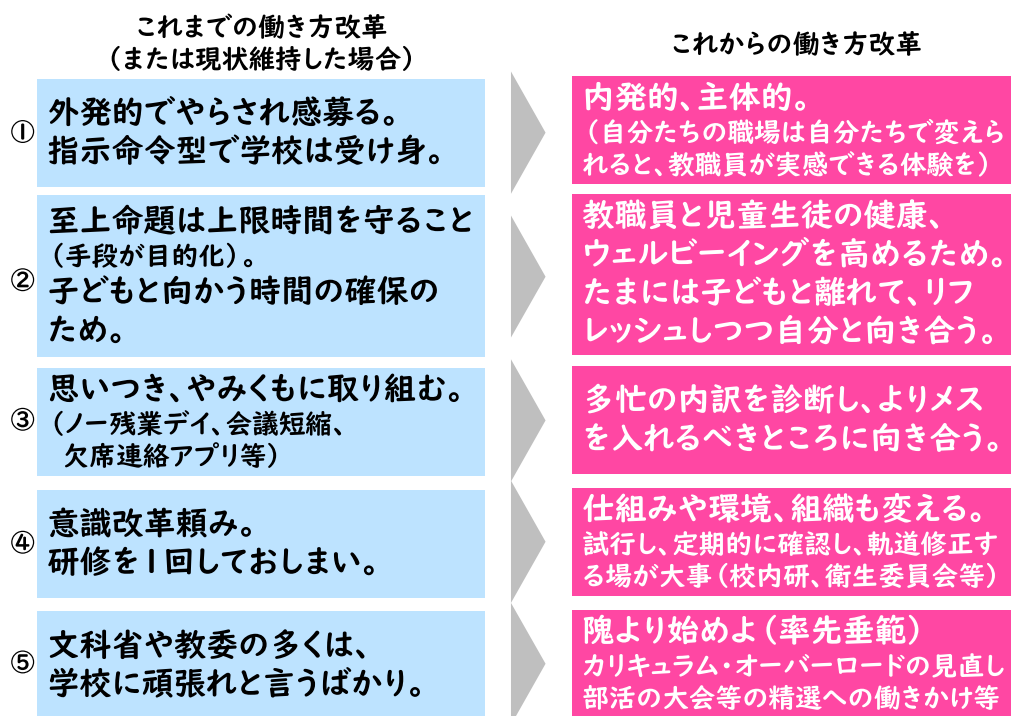 これまでの働き方改革
（または現状維持した場合）
これからの働き方改革
①
外発的でやらされ感募る。
指示命令型で学校は受け身。
内発的、主体的。
（自分たちの職場は自分たちで変えら
れると、教職員が実感できる体験を）
②
至上命題は上限時間を守ること
（手段が目的化）。
子どもと向かう時間の確保の
ため。
教職員と児童生徒の健康、
ウェルビーイングを高めるため。
たまには子どもと離れて、リフ
レッシュしつつ自分と向き合う。
③
思いつき、やみくもに取り組む。
（ノー残業デイ、会議短縮、
欠席連絡アプリ等）
多忙の内訳を診断し、よりメス
を入れるべきところに向き合う。
④
意識改革頼み。
研修を１回しておしまい。
仕組みや環境、組織も変える。
試行し、定期的に確認し、軌道修正す
る場が大事（校内研、衛生委員会等）
⑤
文科省や教委の多くは、
学校に頑張れと言うばかり。
隗より始めよ（率先垂範）
カリキュラム・オーバーロードの見直し
部活の大会等の精選への働きかけ等